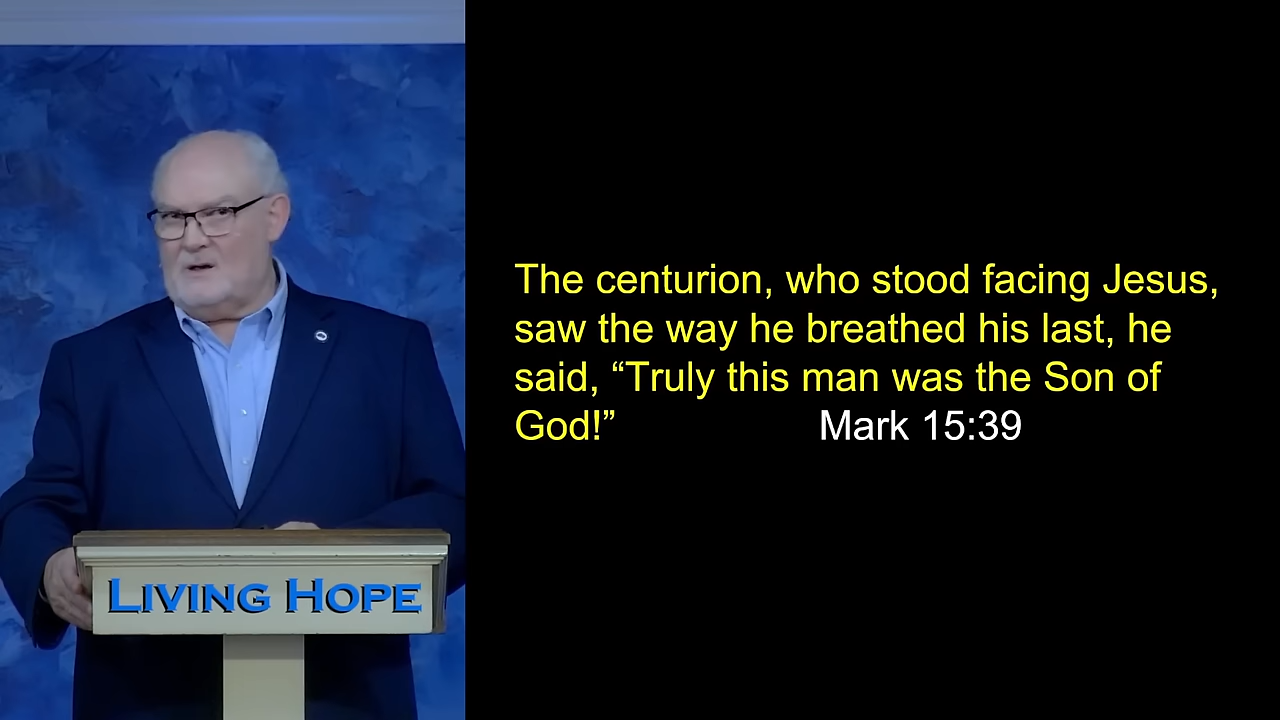 The centurion, who stood facing Jesus,
saw the way he breathed his last, he
said, “Truly this man was the Son of
God!” Mark 15:39
LIVING HOPE